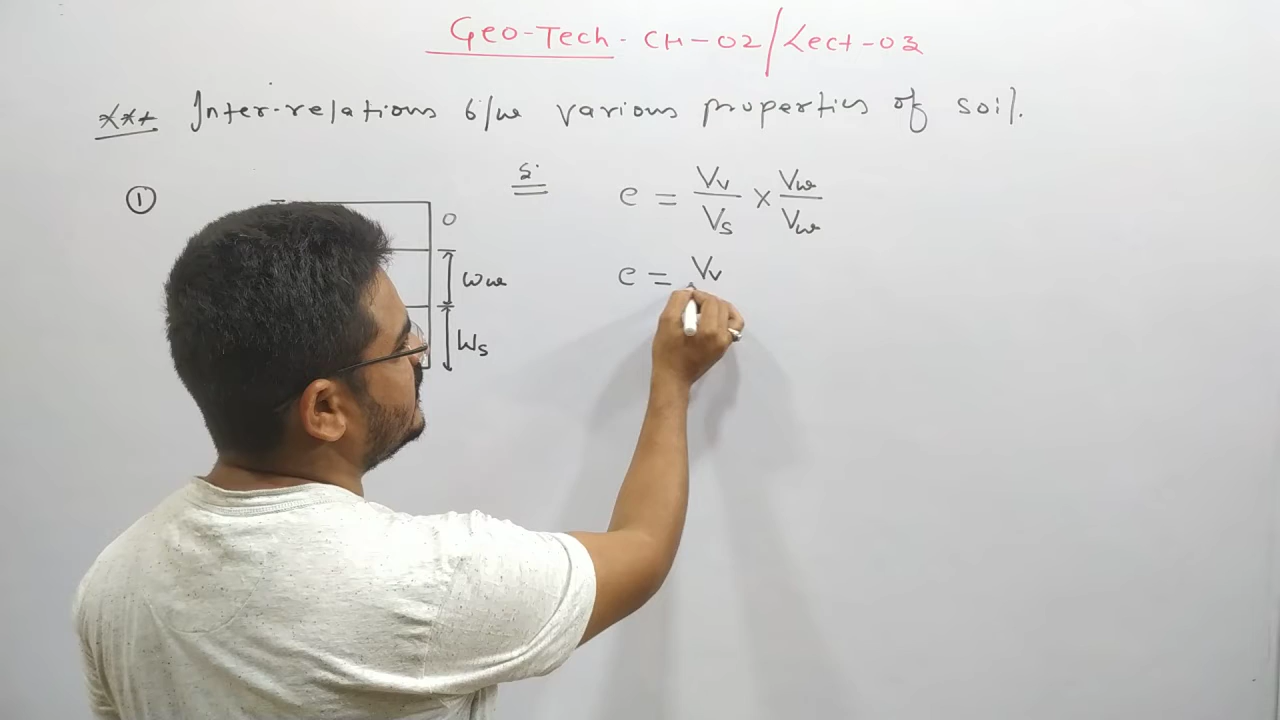 Geo-Tech- CH-02/Lect-03
*** Inter-relations b/w various properties of soil.
①
O
Ww
Ws
S:
e = Vv/Vs × Vw/Vw
e = Vv